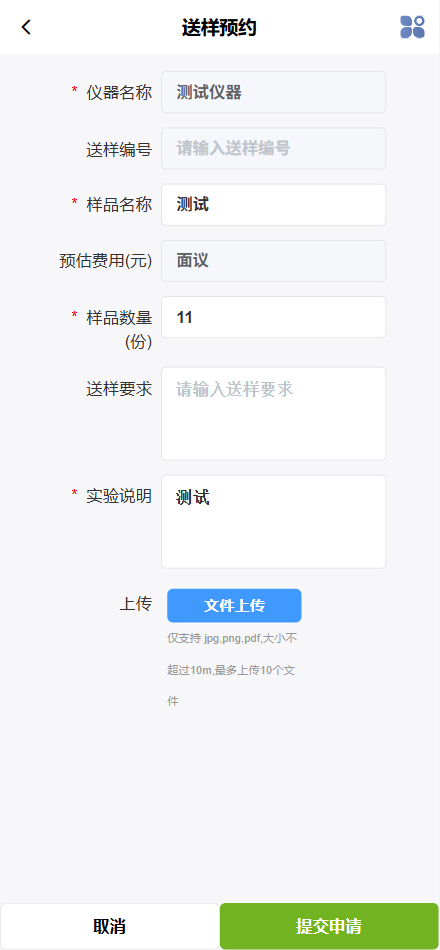 送样预约
* 仪器名称 测试仪器
送样编号 请输入送样编号
* 样品名称 测试
预估费用(元) 面议
* 样品数量 11
(份)
送样要求 请输入送样要求
* 实验说明 测试
上传 文件上传
仅支持 jpg,png,pdf,大小不
超过10m,最多上传10个文
件
取消 提交申请